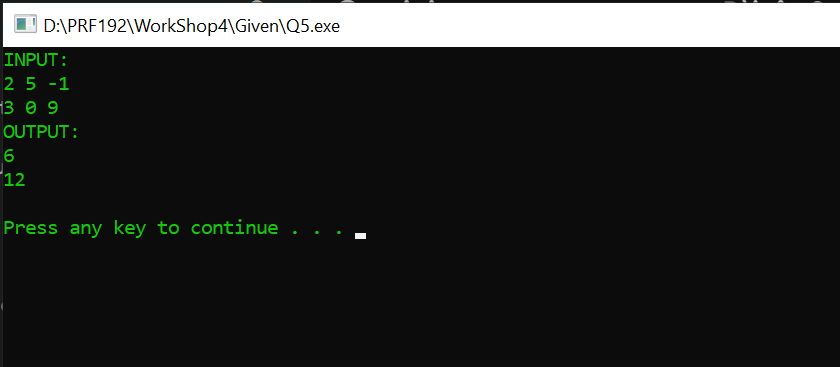 D:\PRF192\WorkShop4\Given\Q5.exe
INPUT:
2 5 -1
3 0 9
OUTPUT:
6
12
Press any key to continue . . .